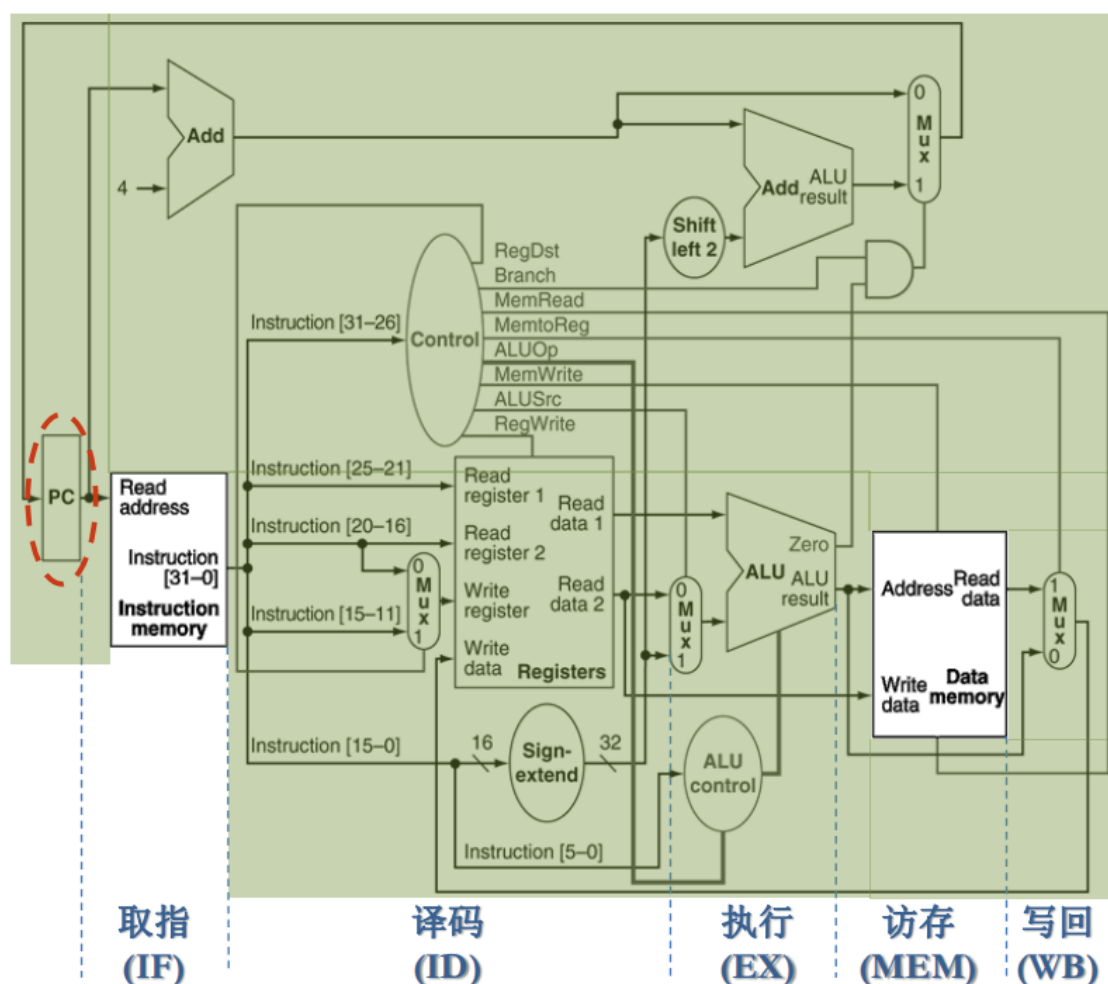 Add
4
0
M
u
x
1
Add
ALU
result
Shift
left 2
RegDst
Branch
MemRead
MemtoReg
ALUOp
MemWrite
ALUSrc
RegWrite
Control
Instruction [31–26]
PC
Read
address
Instruction
[31–0]
Instruction
memory
Instruction [25–21]
Instruction [20–16]
0
M
u
x
1
Instruction [15–11]
Read
register 1
Read
register 2
Write
register
Write
data
Read
data 1
Read
data 2
Registers
0
M
u
x
1
Zero
ALU
ALU
result
Address
Read
data
Write
data
Data
memory
1
M
u
x
0
Instruction [15–0]
16
Sign-
extend
32
ALU
control
Instruction [5–0]
取指
(IF)
译码
(ID)
执行
(EX)
访存
(MEM)
写回
(WB)